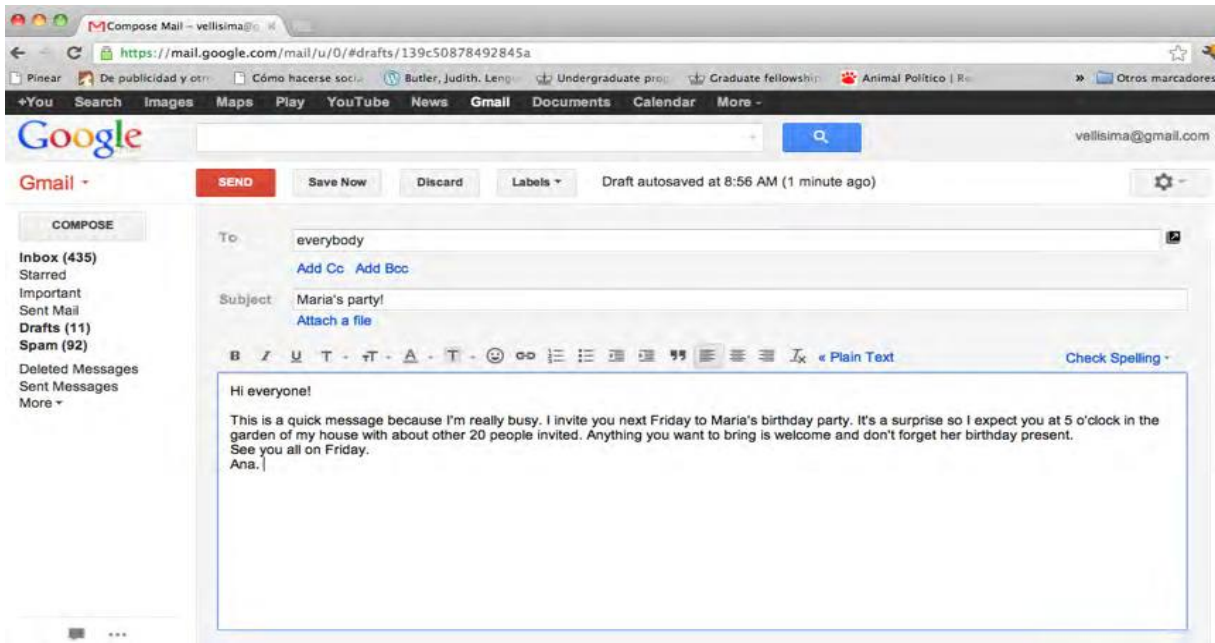 Compose Mail – vellisima@
https://mail.google.com/mail/u/0/#drafts/139c50878492845a
Pinear De publicidad y otr Cómo hacerse soci Butler, Judith. Leng Undergraduate pro Graduate fellowship Animal Político | Re » Otros marcadores
+You Search Images Maps Play YouTube News Gmail Documents Calendar More
Google vellisima@gmail.com
Gmail SEND Save Now Discard Labels Draft autosaved at 8:56 AM (1 minute ago)
COMPOSE
To everybody
Inbox (435)
Add Cc Add Bcc
Starred
Important
Subject Maria's party!
Sent Mail
Attach a file
Drafts (11)
Spam (92)
B I U T T A T « Plain Text Check Spelling
Deleted Messages
Sent Messages
More
Hi everyone!
This is a quick message because I'm really busy. I invite you next Friday to Maria's birthday party. It's a surprise so I expect you at 5 o'clock in the
garden of my house with about other 20 people invited. Anything you want to bring is welcome and don't forget her birthday present.
See you all on Friday.
Ana.